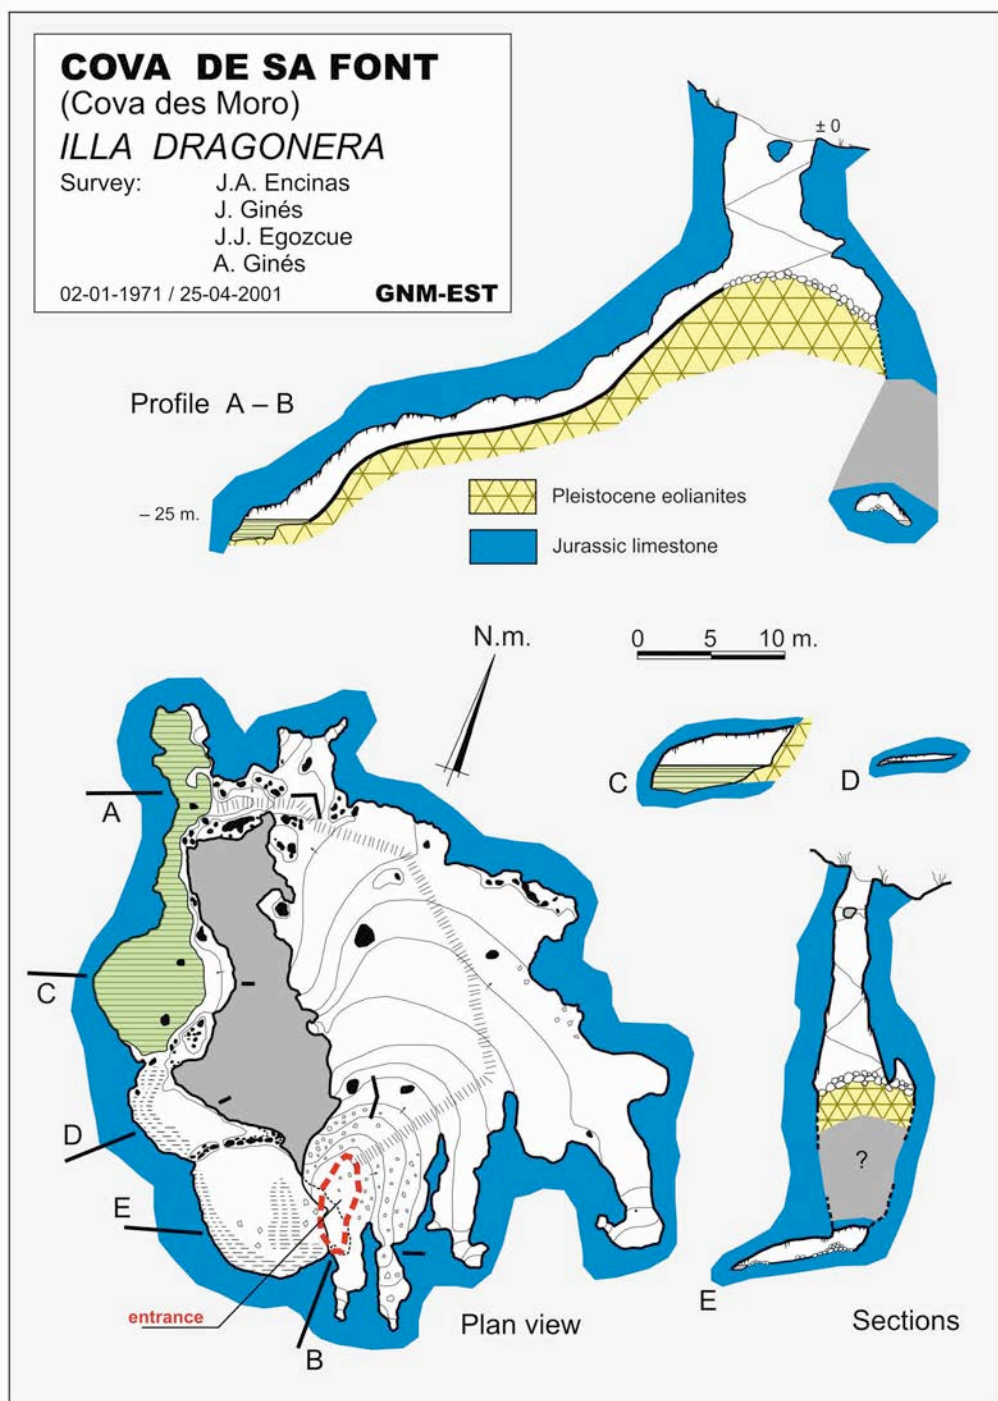 COVA DE SA FONT
(Cova des Moro)
ILLA DRAGONERA
Survey: J.A. Encinas
J. Ginés
J.J. Egozcue
A. Ginés
02-01-1971 / 25-04-2001 GNM-EST
± 0
Profile A – B
– 25 m.
Pleistocene eolianites
Jurassic limestone
N.m.
0 5 10 m.
A
C
D
E
B
entrance
Plan view
C
D
?
E
Sections